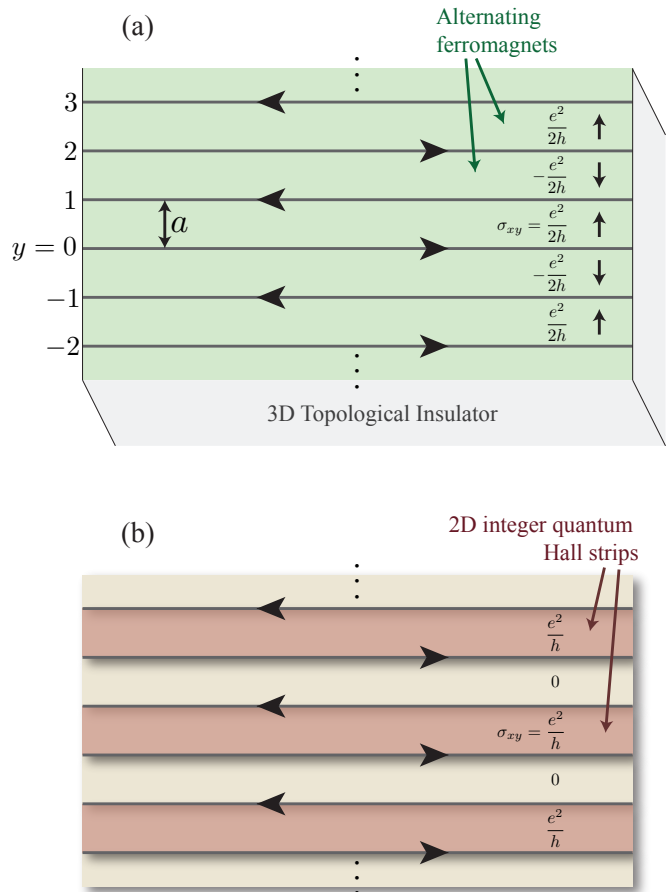 (a)
Alternating
ferromagnets
3
e²/2h
2
−e²/2h
1
a
σxy = e²/2h
y = 0
−e²/2h
−1
e²/2h
−2
3D Topological Insulator
(b)
2D integer quantum
Hall strips
e²/h
0
σxy = e²/h
0
e²/h